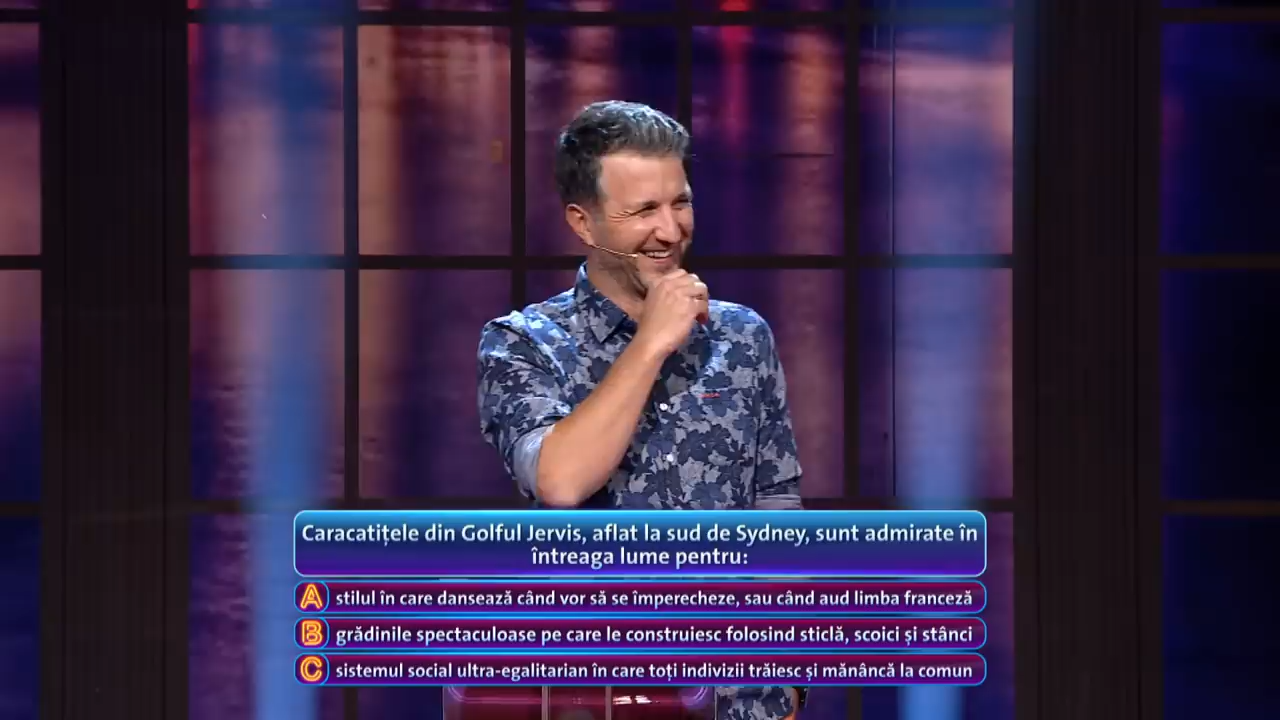 Caracatițele din Golful Jervis, aflat la sud de Sydney, sunt admirate în
întreaga lume pentru:
A stilul în care dansează când vor să se împerecheze, sau când aud limba franceză
B grădinile spectaculoase pe care le construiesc folosind sticlă, scoici și stânci
C sistemul social ultra-egalitarian în care toți indivizii trăiesc și mănâncă la comun